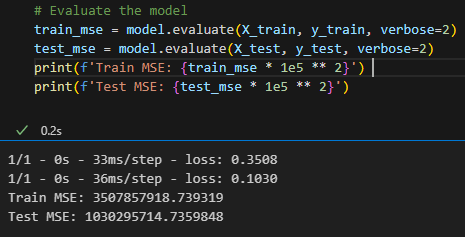 # Evaluate the model
train_mse = model.evaluate(X_train, y_train, verbose=2)
test_mse = model.evaluate(X_test, y_test, verbose=2)
print(f'Train MSE: {train_mse * 1e5 ** 2}')
print(f'Test MSE: {test_mse * 1e5 ** 2}')
✓ 0.2s
1/1 - 0s - 33ms/step - loss: 0.3508
1/1 - 0s - 36ms/step - loss: 0.1030
Train MSE: 3507857918.739319
Test MSE: 1030295714.7359848